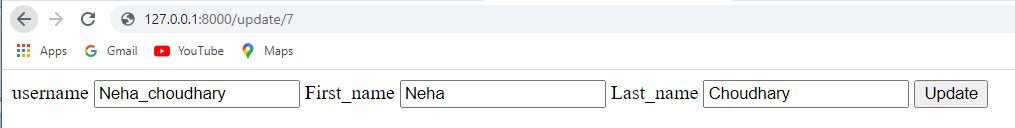 127.0.0.1:8000/update/7
Apps Gmail YouTube Maps
username Neha_choudhary First_name Neha Last_name Choudhary Update